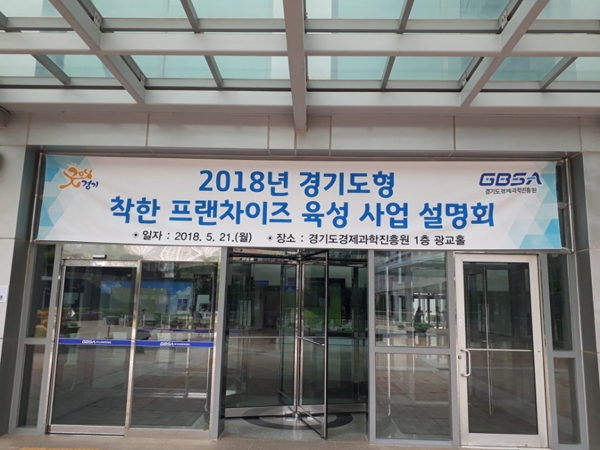 경기
GBSA
경기도경제과학진흥원
2018년 경기도형
착한 프랜차이즈 육성 사업 설명회
* 일자 : 2018. 5. 21.(월) * 장소 : 경기도경제과학진흥원 1층 광교홀
GBSA
GBSA